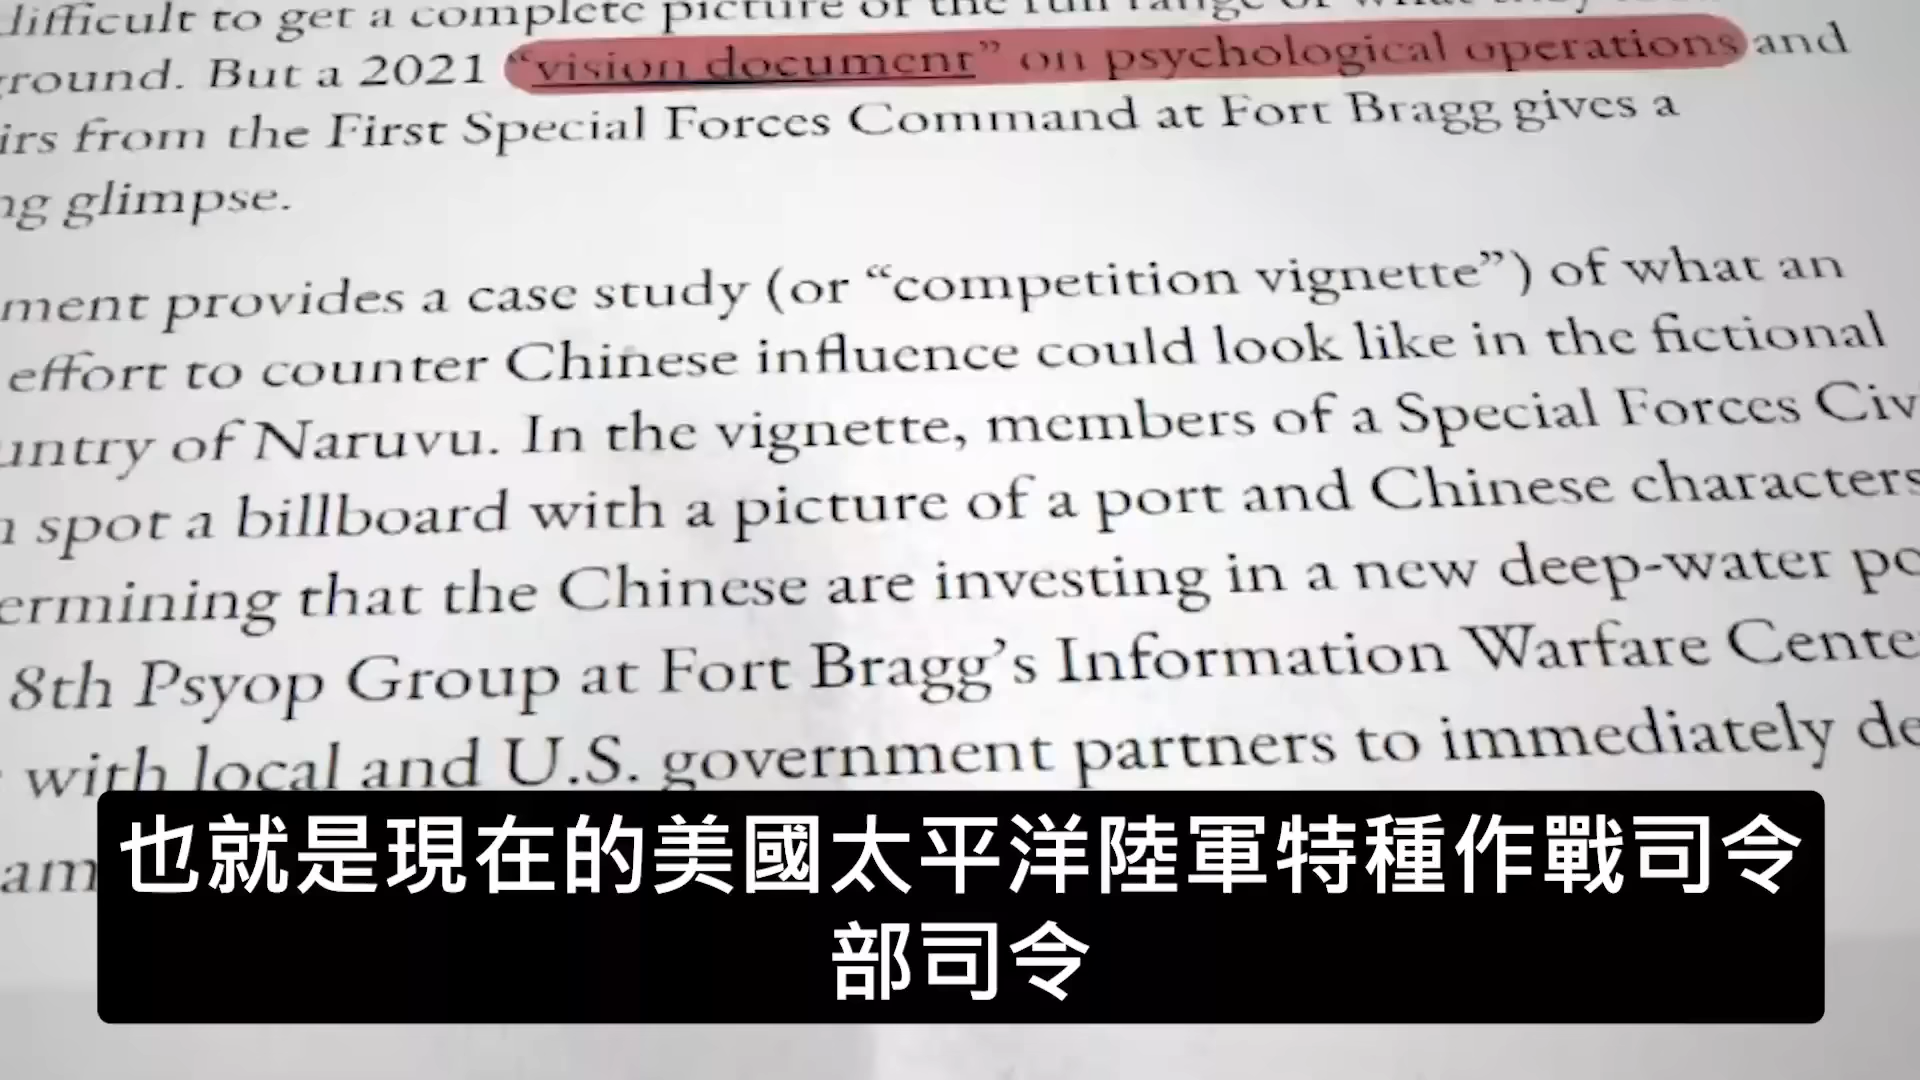 difficult to get a complete picture of the full range of what they
ground. But a 2021 “vision document” on psychological operations and
irs from the First Special Forces Command at Fort Bragg gives a
ng glimpse.
ment provides a case study (or “competition vignette”) of what an
effort to counter Chinese influence could look like in the fictional
untry of Naruvu. In the vignette, members of a Special Forces Civ
n spot a billboard with a picture of a port and Chinese characters
ermining that the Chinese are investing in a new deep-water po
8th Psyop Group at Fort Bragg’s Information Warfare Cente
with local and U.S. government partners to immediately de
am
也就是現在的美國太平洋陸軍特種作戰司令
部司令